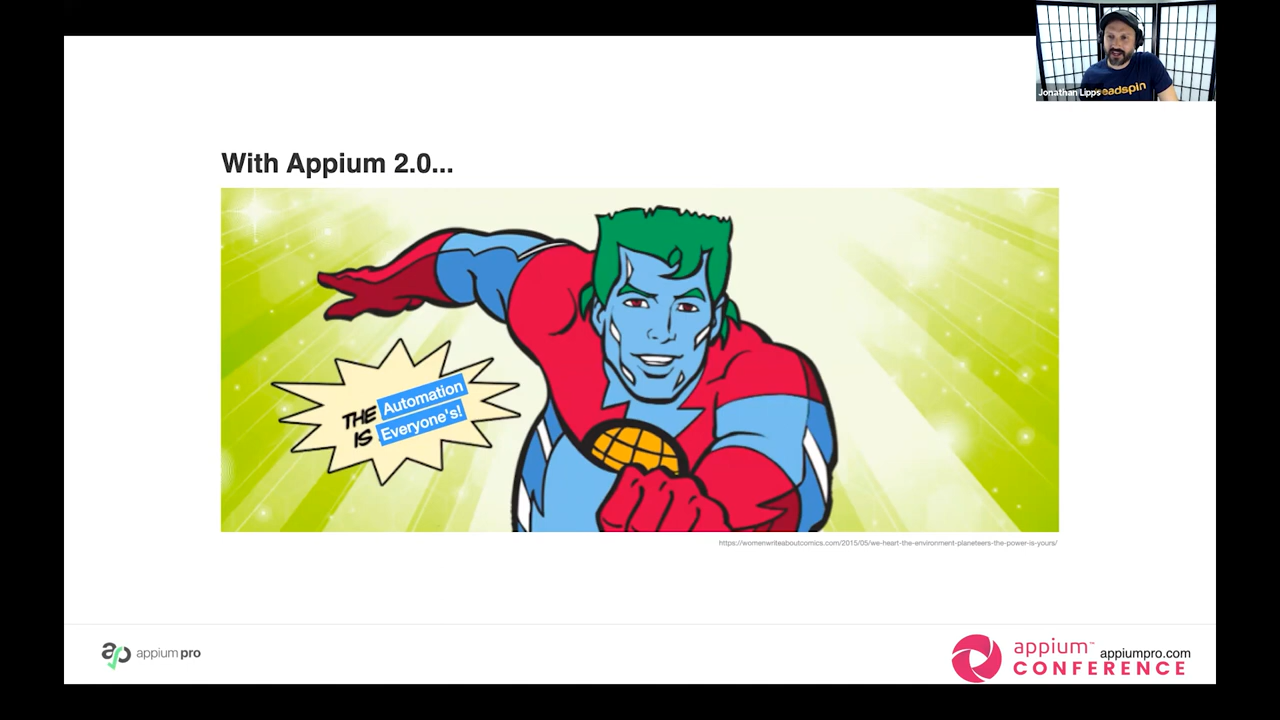 Jonathan Lipps
eadspin
With Appium 2.0...
THE Automation
IS Everyone's!
https://womenwriteaboutcomics.com/2015/05/we-heart-the-environment-planeteers-the-power-is-yours/
appium pro
appium™
CONFERENCE
appiumpro.com